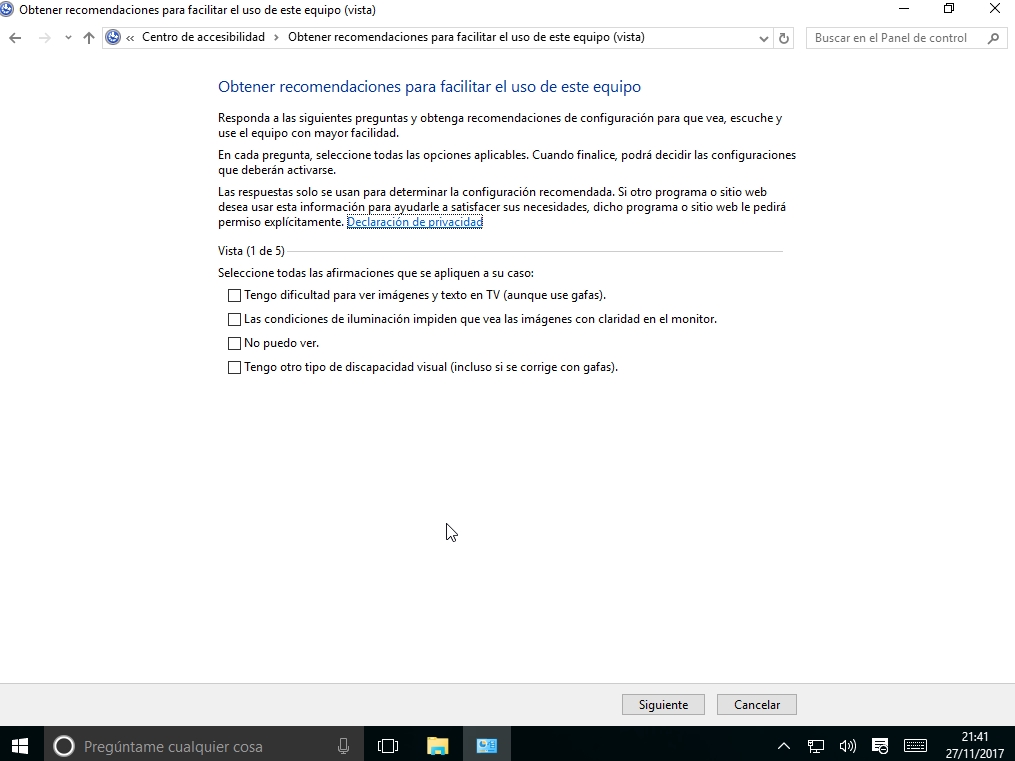 Obtener recomendaciones para facilitar el uso de este equipo (vista)
« Centro de accesibilidad › Obtener recomendaciones para facilitar el uso de este equipo (vista)
Buscar en el Panel de control
Obtener recomendaciones para facilitar el uso de este equipo
Responda a las siguientes preguntas y obtenga recomendaciones de configuración para que vea, escuche y
use el equipo con mayor facilidad.
En cada pregunta, seleccione todas las opciones aplicables. Cuando finalice, podrá decidir las configuraciones
que deberán activarse.
Las respuestas solo se usan para determinar la configuración recomendada. Si otro programa o sitio web
desea usar esta información para ayudarle a satisfacer sus necesidades, dicho programa o sitio web le pedirá
permiso explícitamente. Declaración de privacidad
Vista (1 de 5)
Seleccione todas las afirmaciones que se apliquen a su caso:
Tengo dificultad para ver imágenes y texto en TV (aunque use gafas).
Las condiciones de iluminación impiden que vea las imágenes con claridad en el monitor.
No puedo ver.
Tengo otro tipo de discapacidad visual (incluso si se corrige con gafas).
Siguiente
Cancelar
Pregúntame cualquier cosa
21:41
27/11/2017